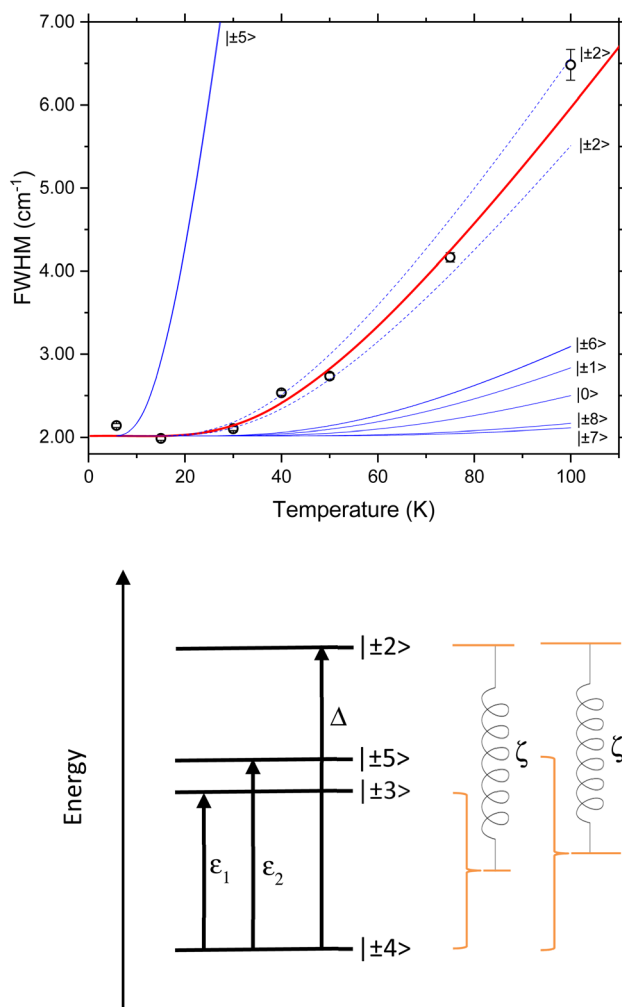 7.00
6.00
5.00
4.00
3.00
2.00
FWHM (cm⁻¹)
|±5>
|±2>
|±2>
|±6>
|±1>
|0>
|±8>
|±7>
0 20 40 60 80 100
Temperature (K)
Energy
|±2>
Δ
|±5>
|±3>
ε₁
ε₂
|±4>
ζ
ζ